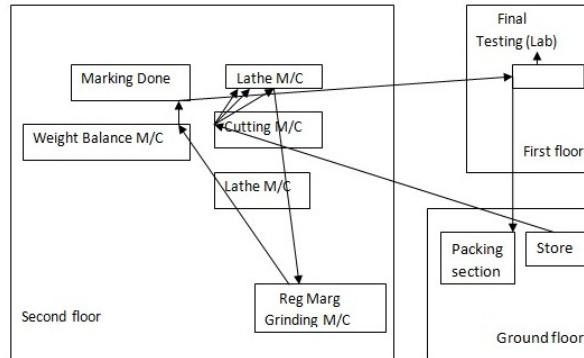 Final
Testing (Lab)
Marking Done
Lathe M/C
Cutting M/C
Weight Balance M/C
First floor
Lathe M/C
Packing
section
Store
Reg Marg
Grinding M/C
Second floor
Ground floor